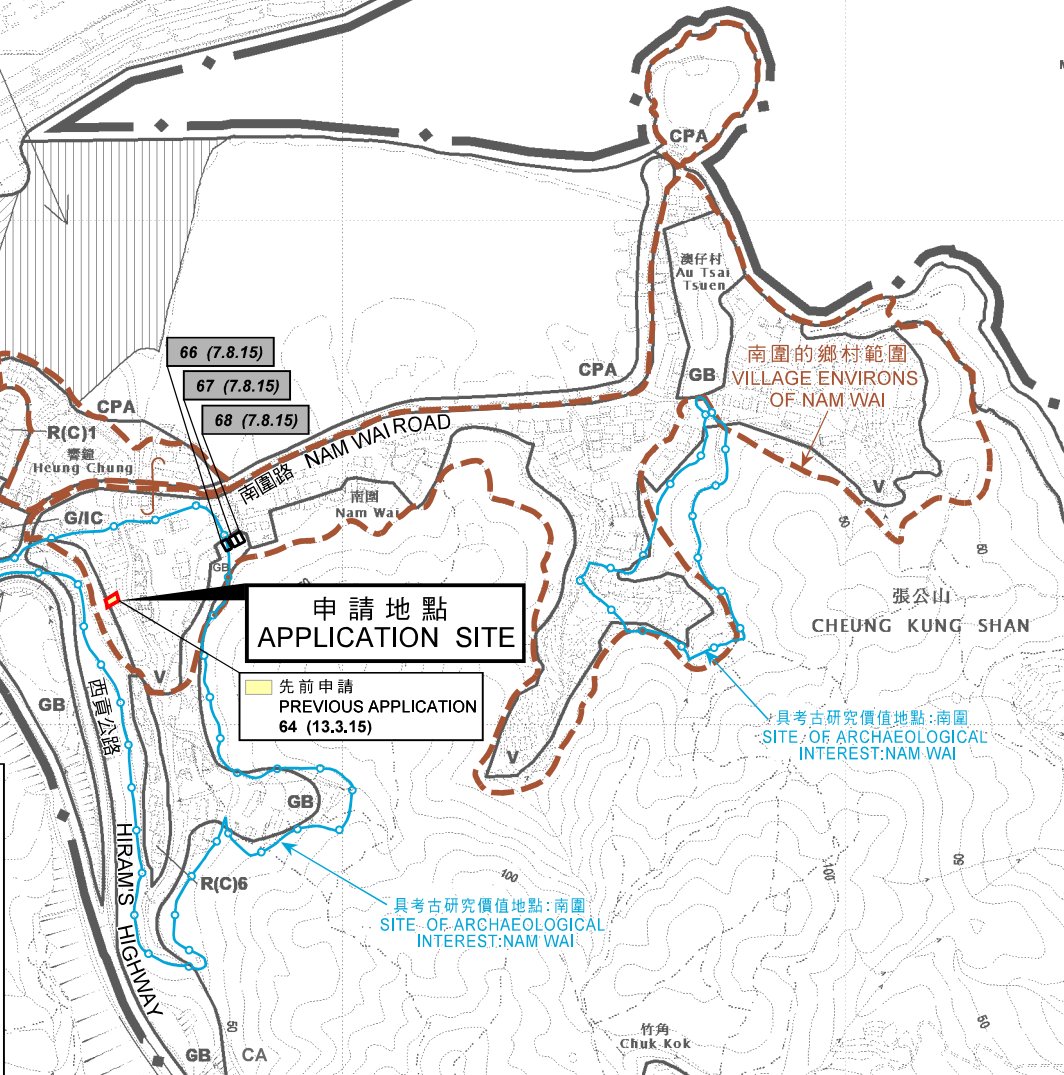 CPA
澳仔村
Au Tsai
Tsuen
66 (7.8.15)
67 (7.8.15)
68 (7.8.15)
南圍的鄉村範圍
VILLAGE ENVIRONS
OF NAM WAI
CPA
GB
CPA
R(C)1
響鐘
Heung Chung
南圍路 NAM WAI ROAD
南圍
Nam Wai
V
G/IC
GB
80
60
申請地點
APPLICATION SITE
張公山
CHEUNG KUNG SHAN
V
先前申請
PREVIOUS APPLICATION
64 (13.3.15)
GB
西貢公路
具考古研究價值地點:南圍
SITE OF ARCHAEOLOGICAL
INTEREST:NAM WAI
V
GB
HIRAM'S HIGHWAY
R(C)6
100
100
50
具考古研究價值地點:南圍
SITE OF ARCHAEOLOGICAL
INTEREST:NAM WAI
50
50
竹角
Chuk Kok
GB
CA